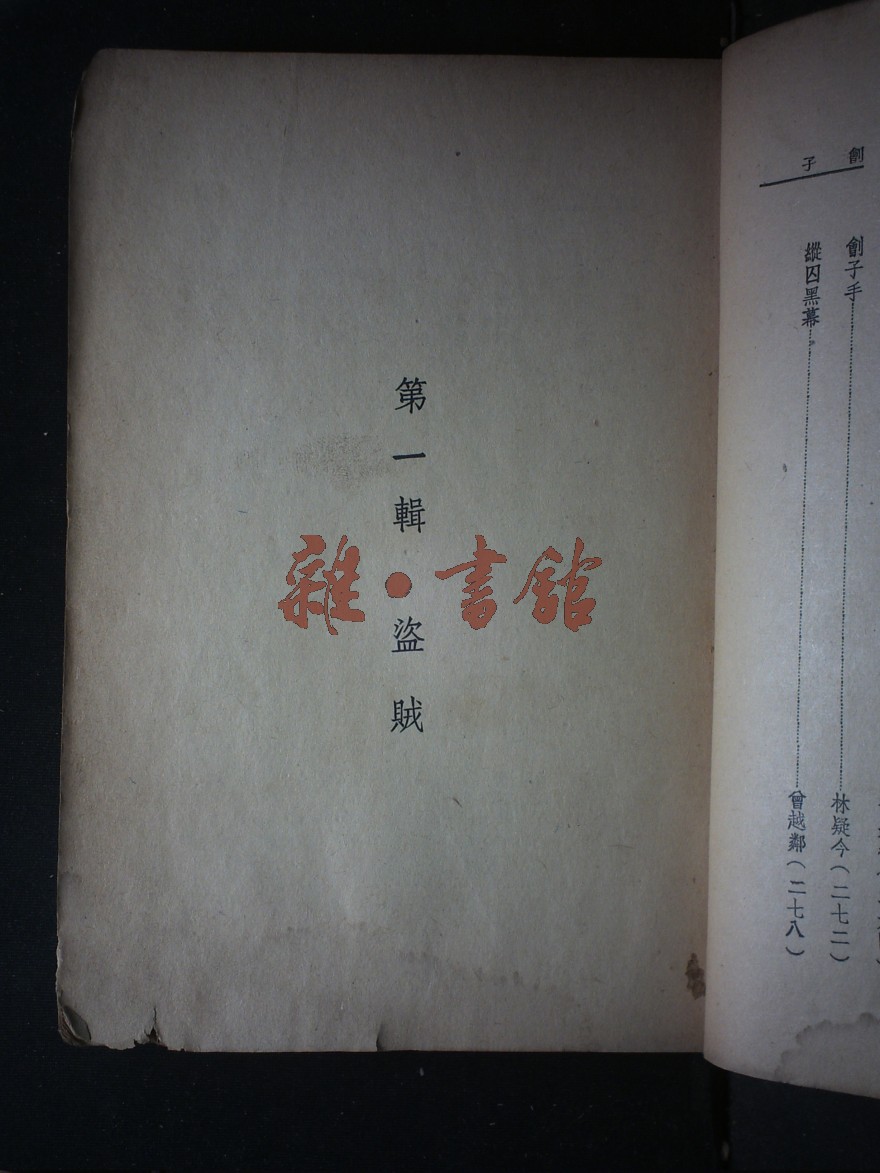 劊子
劊子手……林疑今(二七二)
縱囚黑幕……曾越鄰(二七八)
第一輯 盜賊
雜•書館